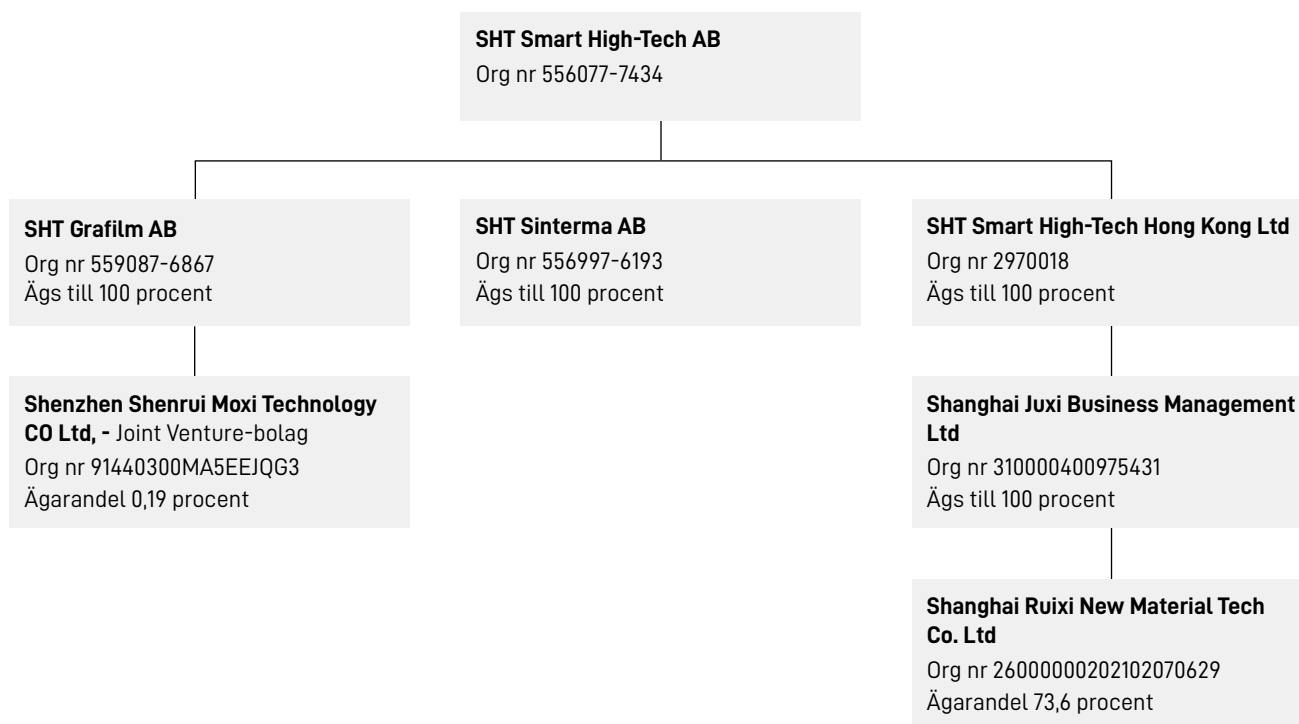 SHT Smart High-Tech AB
Org nr 556077-7434
SHT Grafilm AB
Org nr 559087-6867
Ägs till 100 procent
SHT Sinterma AB
Org nr 556997-6193
Ägs till 100 procent
SHT Smart High-Tech Hong Kong Ltd
Org nr 2970018
Ägs till 100 procent
Shenzhen Shenrui Moxi Technology
CO Ltd, - Joint Venture-bolag
Org nr 91440300MA5EEJQG3
Ägarandel 0,19 procent
Shanghai Juxi Business Management
Ltd
Org nr 310000400975431
Ägs till 100 procent
Shanghai Ruixi New Material Tech
Co. Ltd
Org nr 26000000202102070629
Ägarandel 73,6 procent